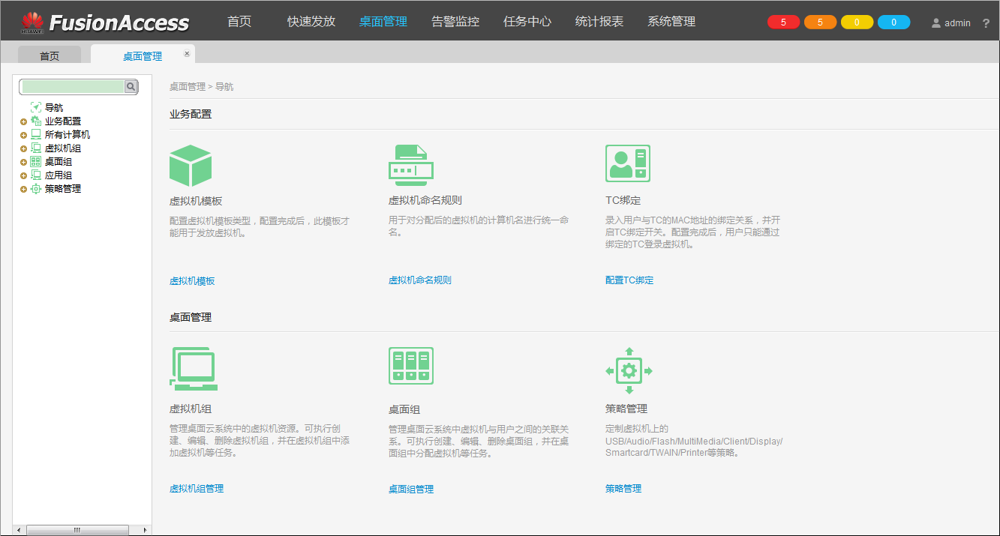 HUAWEI FusionAccess 首页 快速发放 桌面管理 告警监控 任务中心 统计报表 系统管理 5 5 0 0 admin ?
首页 桌面管理
导航
业务配置
所有计算机
虚拟机组
桌面组
应用组
策略管理
桌面管理 > 导航
业务配置
虚拟机模板
配置虚拟机模板类型，配置完成后，此模板才
能用于发放虚拟机。
虚拟机模板
虚拟机命名规则
用于对分配后的虚拟机的计算机名进行统一命
名。
虚拟机命名规则
TC绑定
录入用户与TC的MAC地址的绑定关系，并开
启TC绑定开关。配置完成后，用户只能通过
绑定的TC登录虚拟机。
配置TC绑定
桌面管理
虚拟机组
管理桌面云系统中的虚拟机资源。可执行创
建、编辑、删除虚拟机组，并在虚拟机组中添
加虚拟机等任务。
虚拟机组管理
桌面组
管理桌面云系统中虚拟机与用户之间的关联关
系。可执行创建、编辑、删除桌面组，并在桌
面组中分配虚拟机等任务。
桌面组管理
策略管理
定制虚拟机上的
USB/Audio/Flash/MultiMedia/Client/Display/
Smartcard/TWAIN/Printer等策略。
策略管理